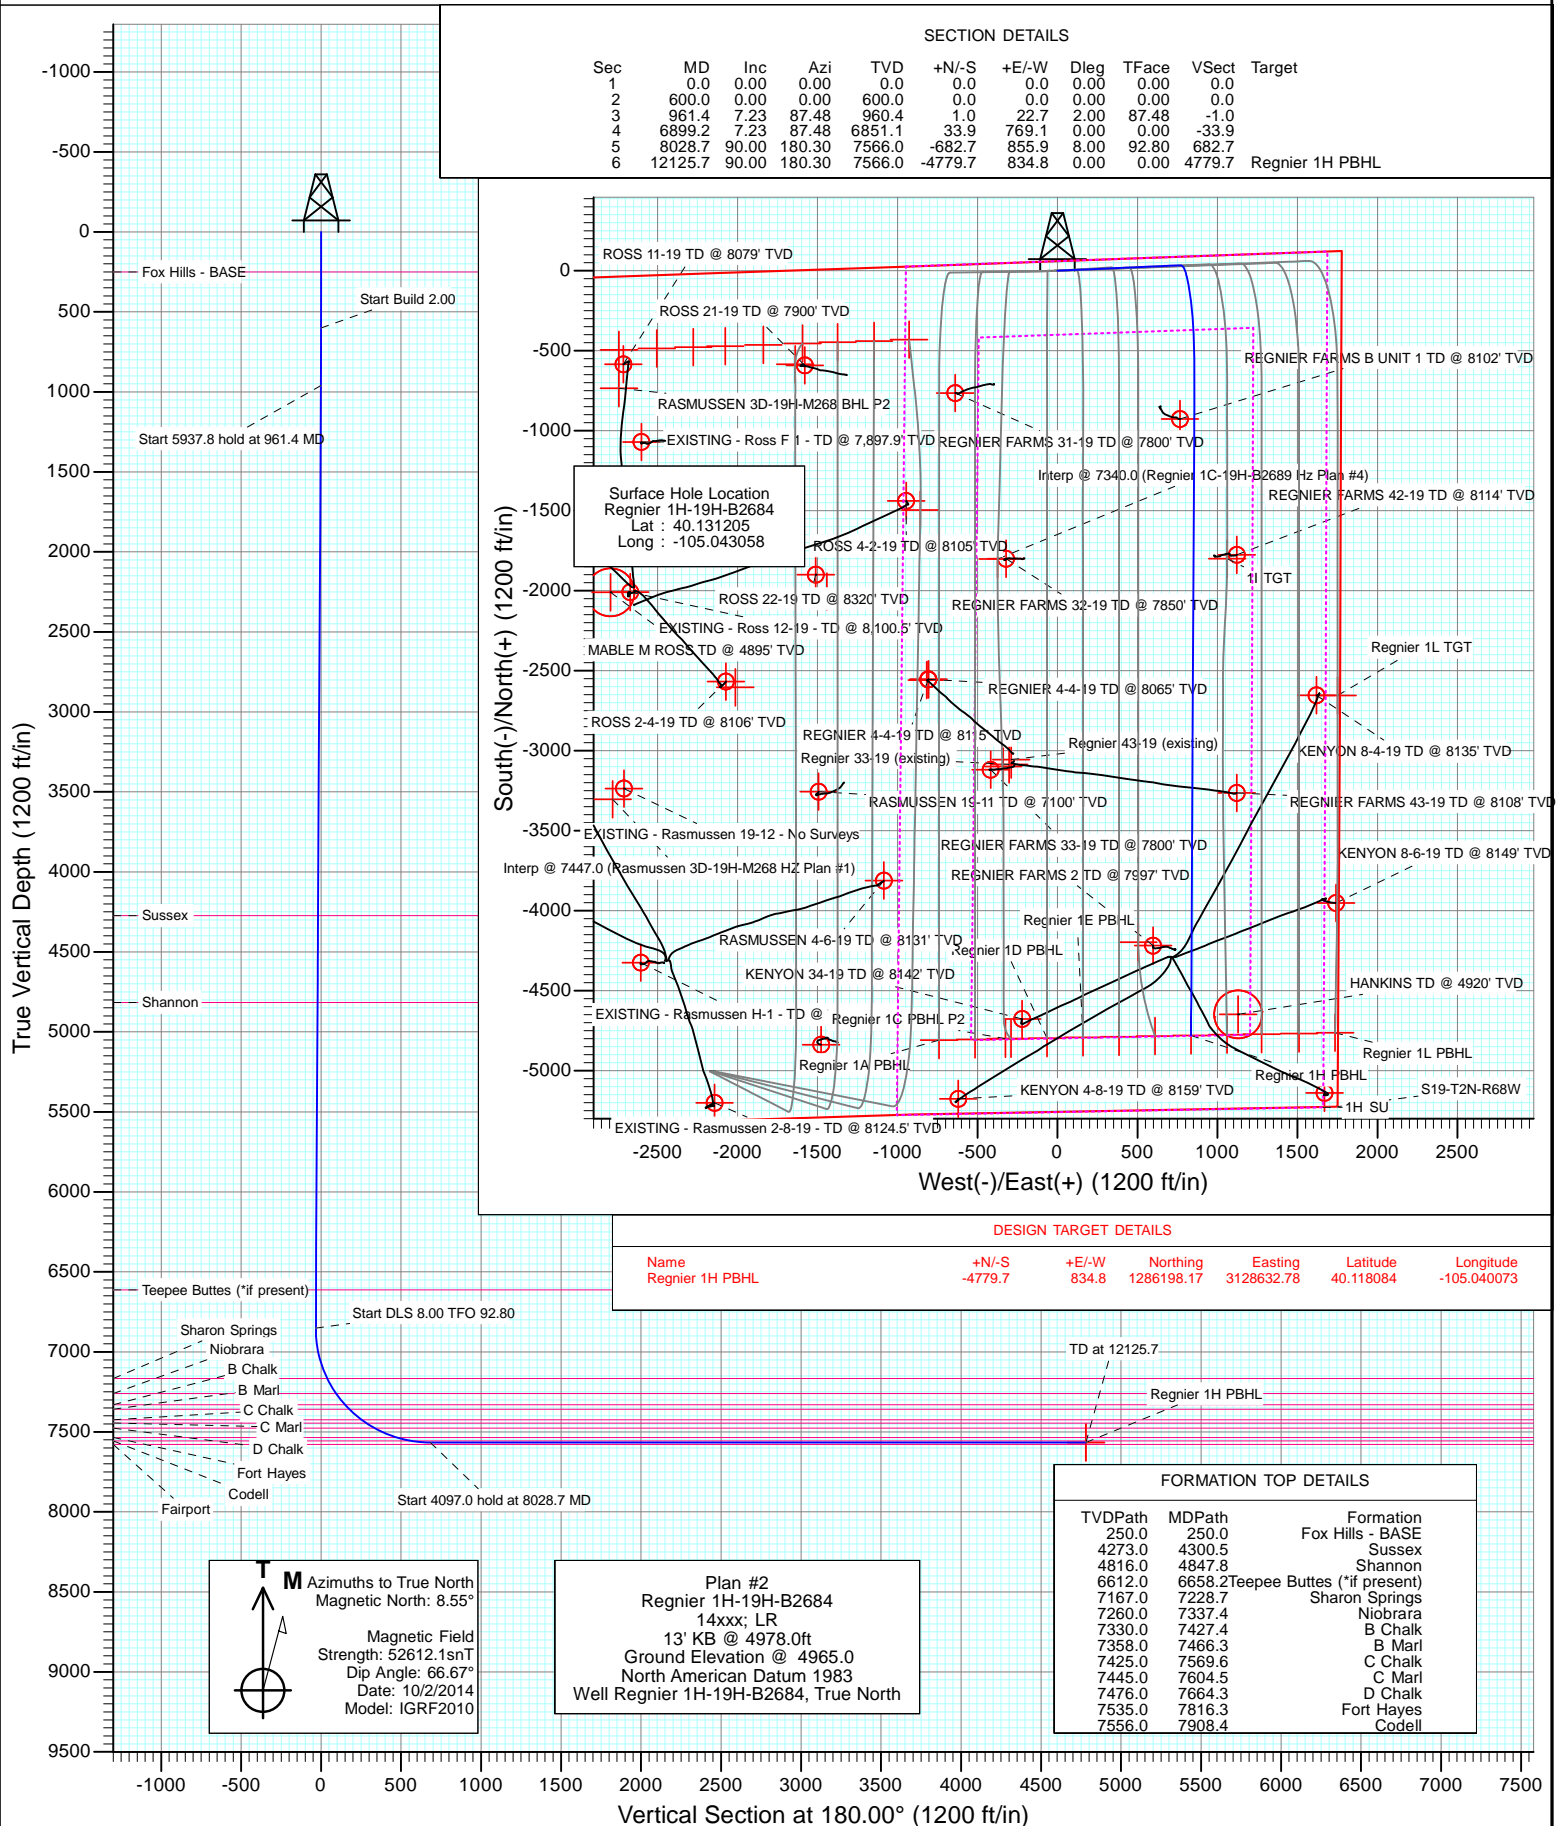 SECTION DETAILS
Sec MD Inc Azi TVD +N/-S +E/-W Dleg TFace VSect Target
1 0.0 0.00 0.00 0.0 0.0 0.0 0.00 0.00 0.0
2 600.0 0.00 0.00 600.0 0.0 0.0 0.00 0.00 0.0
3 961.4 7.23 87.48 960.4 1.0 22.7 2.00 87.48 -1.0
4 6899.2 7.23 87.48 6851.1 33.9 769.1 0.00 0.00 -33.9
5 8028.7 90.00 180.30 7566.0 -682.7 855.9 8.00 92.80 682.7
6 12125.7 90.00 180.30 7566.0 -4779.7 834.8 0.00 0.00 4779.7 Regnier 1H PBHL
True Vertical Depth (1200 ft/in)
-1000
-500
0
500
1000
1500
2000
2500
3000
3500
4000
4500
5000
5500
6000
6500
7000
7500
8000
8500
9000
9500
Fox Hills - BASE
Start Build 2.00
Start 5937.8 hold at 961.4 MD
Sussex
Shannon
Teepee Buttes (*if present)
Start DLS 8.00 TFO 92.80
Sharon Springs
Niobrara
B Chalk
B Marl
C Chalk
C Marl
D Chalk
Fort Hayes
Codell
Fairport
Start 4097.0 hold at 8028.7 MD
TD at 12125.7
Regnier 1H PBHL
South(-)/North(+) (1200 ft/in)
0
-500
-1000
-1500
-2000
-2500
-3000
-3500
-4000
-4500
-5000
ROSS 11-19 TD @ 8079' TVD
ROSS 21-19 TD @ 7900' TVD
REGNIER FARMS B UNIT 1 TD @ 8102' TVD
RASMUSSEN 3D-19H-M268 BHL P2
EXISTING - Ross F 1 - TD @ 7,897.9' TVD
REGNIER FARMS 31-19 TD @ 7800' TVD
Interp @ 7340.0 (Regnier 1C-19H-B2689 Hz Plan #4)
Surface Hole Location
Regnier 1H-19H-B2684
Lat : 40.131205
Long : -105.043058
REGNIER FARMS 42-19 TD @ 8114' TVD
ROSS 4-2-19 TD @ 8105' TVD
1I TGT
ROSS 22-19 TD @ 8320' TVD
REGNIER FARMS 32-19 TD @ 7850' TVD
EXISTING - Ross 12-19 - TD @ 8,100.5' TVD
MABLE M ROSS TD @ 4895' TVD
Regnier 1L TGT
REGNIER 4-4-19 TD @ 8065' TVD
ROSS 2-4-19 TD @ 8106' TVD
REGNIER 4-4-19 TD @ 8115' TVD
Regnier 43-19 (existing)
KENYON 8-4-19 TD @ 8135' TVD
Regnier 33-19 (existing)
RASMUSSEN 19-11 TD @ 7100' TVD
REGNIER FARMS 43-19 TD @ 8108' TVD
EXISTING - Rasmussen 19-12 - No Surveys
REGNIER FARMS 33-19 TD @ 7800' TVD
KENYON 8-6-19 TD @ 8149' TVD
Interp @ 7447.0 (Rasmussen 3D-19H-M268 HZ Plan #1)
REGNIER FARMS 2 TD @ 7997' TVD
Regnier 1E PBHL
RASMUSSEN 4-6-19 TD @ 8131' TVD
Regnier 1D PBHL
KENYON 34-19 TD @ 8142' TVD
HANKINS TD @ 4920' TVD
EXISTING - Rasmussen H-1 - TD @
Regnier 1C PBHL P2
Regnier 1A PBHL
Regnier 1L PBHL
Regnier 1H PBHL
KENYON 4-8-19 TD @ 8159' TVD
S19-T2N-R68W
1H SU
EXISTING - Rasmussen 2-8-19 - TD @ 8124.5' TVD
-2500 -2000 -1500 -1000 -500 0 500 1000 1500 2000 2500
West(-)/East(+) (1200 ft/in)
DESIGN TARGET DETAILS
Name +N/-S +E/-W Northing Easting Latitude Longitude
Regnier 1H PBHL -4779.7 834.8 1286198.17 3128632.78 40.118084 -105.040073
FORMATION TOP DETAILS
TVDPath MDPath Formation
250.0 250.0 Fox Hills - BASE
4273.0 4300.5 Sussex
4816.0 4847.8 Shannon
6612.0 6658.2 Teepee Buttes (*if present)
7167.0 7228.7 Sharon Springs
7260.0 7337.4 Niobrara
7330.0 7427.4 B Chalk
7358.0 7466.3 B Marl
7425.0 7569.6 C Chalk
7445.0 7604.5 C Marl
7476.0 7664.3 D Chalk
7535.0 7816.3 Fort Hayes
7556.0 7908.4 Codell
T
M
Azimuths to True North
Magnetic North: 8.55°
Magnetic Field
Strength: 52612.1snT
Dip Angle: 66.67°
Date: 10/2/2014
Model: IGRF2010
Plan #2
Regnier 1H-19H-B2684
14xxx; LR
13' KB @ 4978.0ft
Ground Elevation @ 4965.0
North American Datum 1983
Well Regnier 1H-19H-B2684, True North
-1000 -500 0 500 1000 1500 2000 2500 3000 3500 4000 4500 5000 5500 6000 6500 7000 7500
Vertical Section at 180.00° (1200 ft/in)